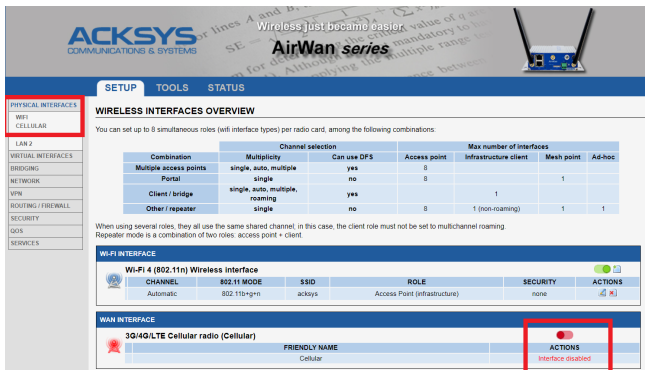 ACKSYS
COMMUNICATIONS & SYSTEMS
Wireless just became easier
AirWan series
SETUP TOOLS STATUS
PHYSICAL INTERFACES
WIFI
CELLULAR
LAN 2
VIRTUAL INTERFACES
BRIDGING
NETWORK
VPN
ROUTING / FIREWALL
SECURITY
QOS
SERVICES
WIRELESS INTERFACES OVERVIEW
You can set up to 8 simultaneous roles (wifi interface types) per radio card, among the following combinations:
Channel selection Max number of interfaces
Combination Multiplicity Can use DFS Access point Infrastructure client Mesh point Ad-hoc
Multiple access points single, auto, multiple yes 8
Portal single no 8 1
Client / bridge single, auto, multiple, roaming yes 1
Other / repeater single no 8 1 (non-roaming) 1 1
When using several roles, they all use the same shared channel; in this case, the client role must not be set to multichannel roaming.
Repeater mode is a combination of two roles: access point + client.
WI-FI INTERFACE
Wi-Fi 4 (802.11n) Wireless interface
CHANNEL 802.11 MODE SSID ROLE SECURITY ACTIONS
Automatic 802.11b+g+n acksys Access Point (infrastructure) none
WAN INTERFACE
3G/4G/LTE Cellular radio (Cellular)
FRIENDLY NAME ACTIONS
Cellular Interface disabled